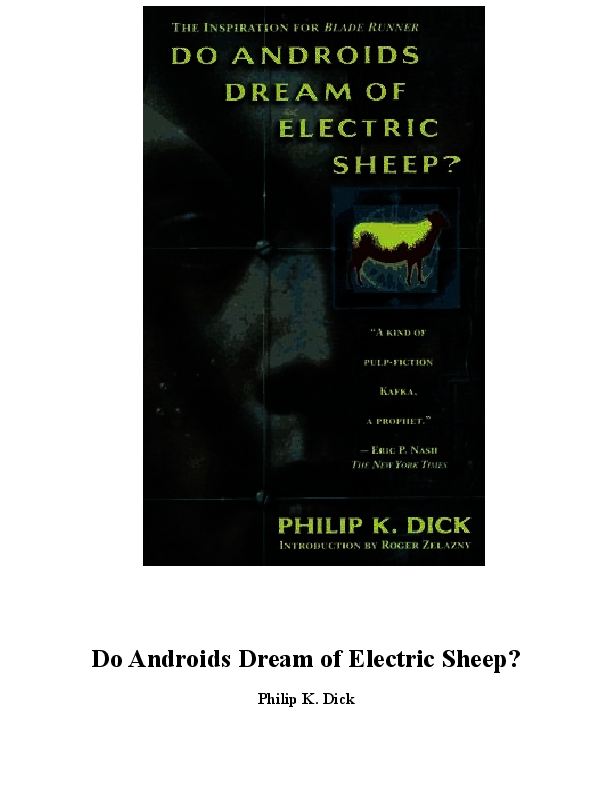 THE INSPIRATION FOR BLADE RUNNER
DO ANDROIDS
DREAM OF
ELECTRIC
SHEEP?
"A KIND OF
PULP-FICTION
KAFKA,
A PROPHET."
– ERIC P. NASH
THE NEW YORK TIMES
PHILIP K. DICK
INTRODUCTION BY ROGER ZELAZNY
Do Androids Dream of Electric Sheep?
Philip K. Dick